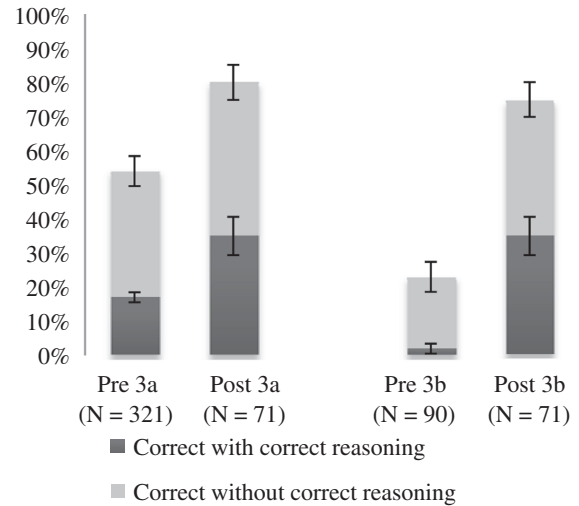 100%
90%
80%
70%
60%
50%
40%
30%
20%
10%
0%
Pre 3a Post 3a Pre 3b Post 3b
(N = 321) (N = 71) (N = 90) (N = 71)
Correct with correct reasoning
Correct without correct reasoning